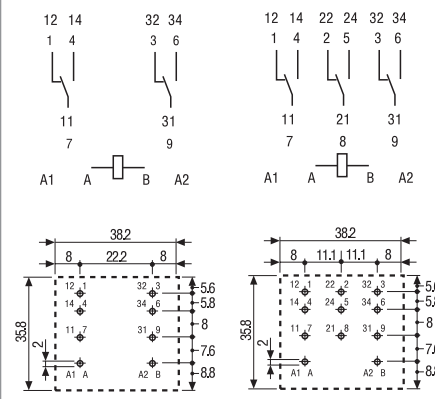 12 14 32 34
1 4 3 6
11 31
7 9
A1 A B A2
12 14 22 24 32 34
1 4 2 5 3 6
11 21 31
7 8 9
A1 A B A2
38.2
8 22.2 8
12 1 32 3
14 4 34 6
11 7 31 9
A1 A A2 B
35.8
2
5.6
5.8
8
7.6
8.8
38.2
8 11.1 11.1 8
12 1 22 2 32 3
14 4 24 5 34 6
11 7 21 8 31 9
A1 A A2 B
35.8
2
8